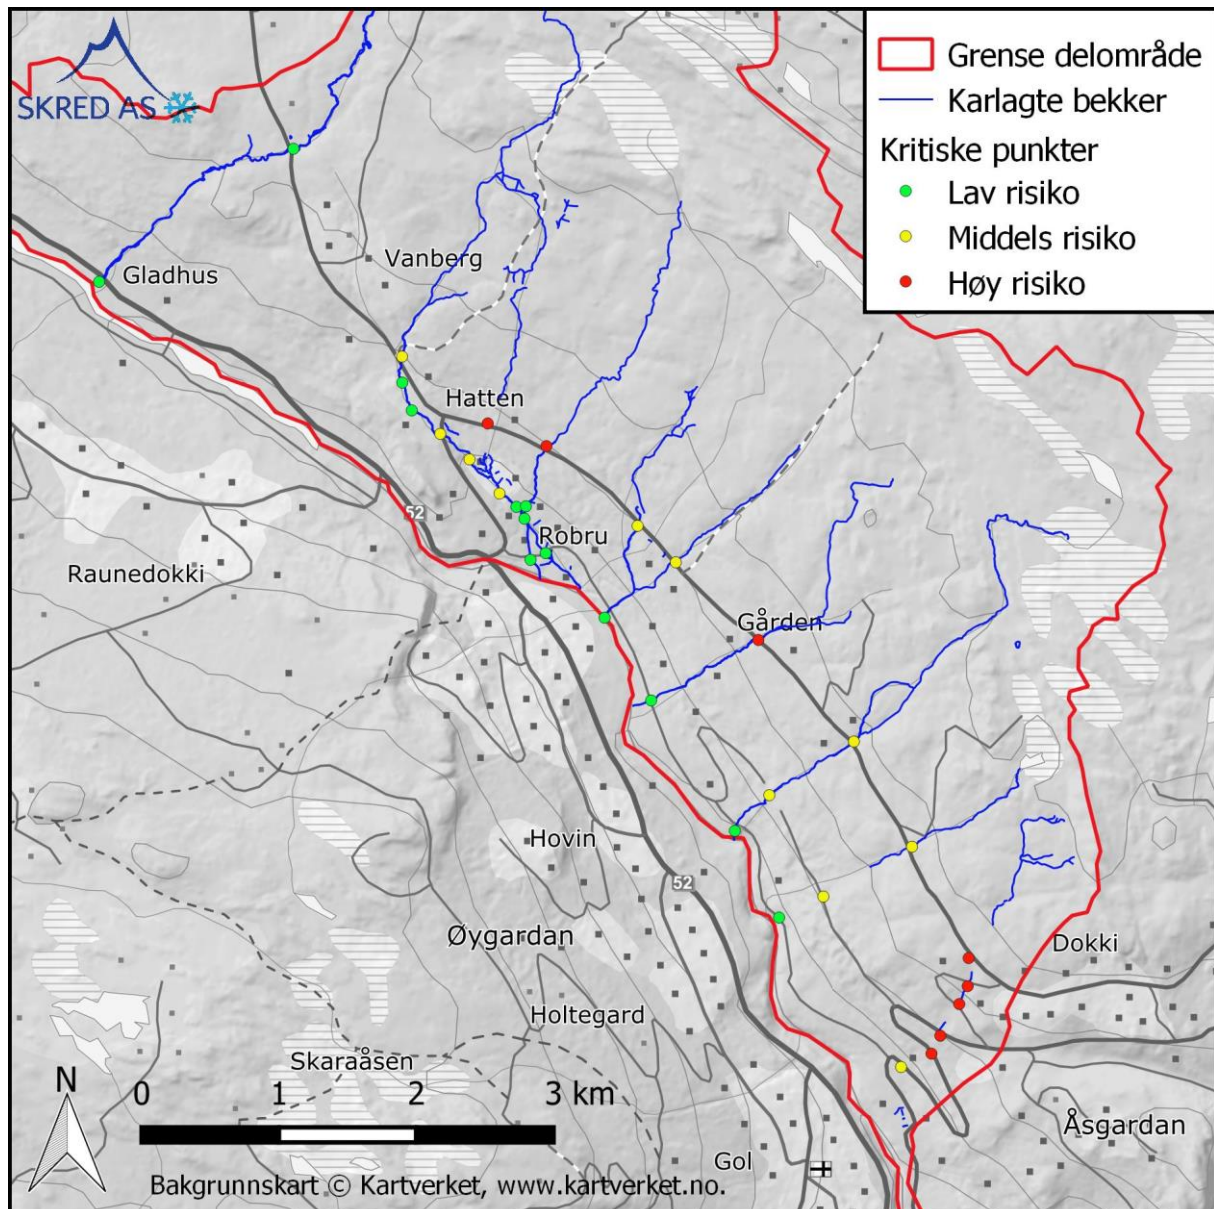 SKRED AS
Grense delområde
Karlagte bekker
Kritiske punkter
Lav risiko
Middels risiko
Høy risiko
Vanberg
Gladhus
Hatten
52
Robru
Raunedokki
Gården
Hovin
52
Øygardan
Dokki
Holtegard
Skaraåsen
N
0 1 2 3 km
Åsgardan
Gol
Bakgrunnskart © Kartverket, www.kartverket.no.